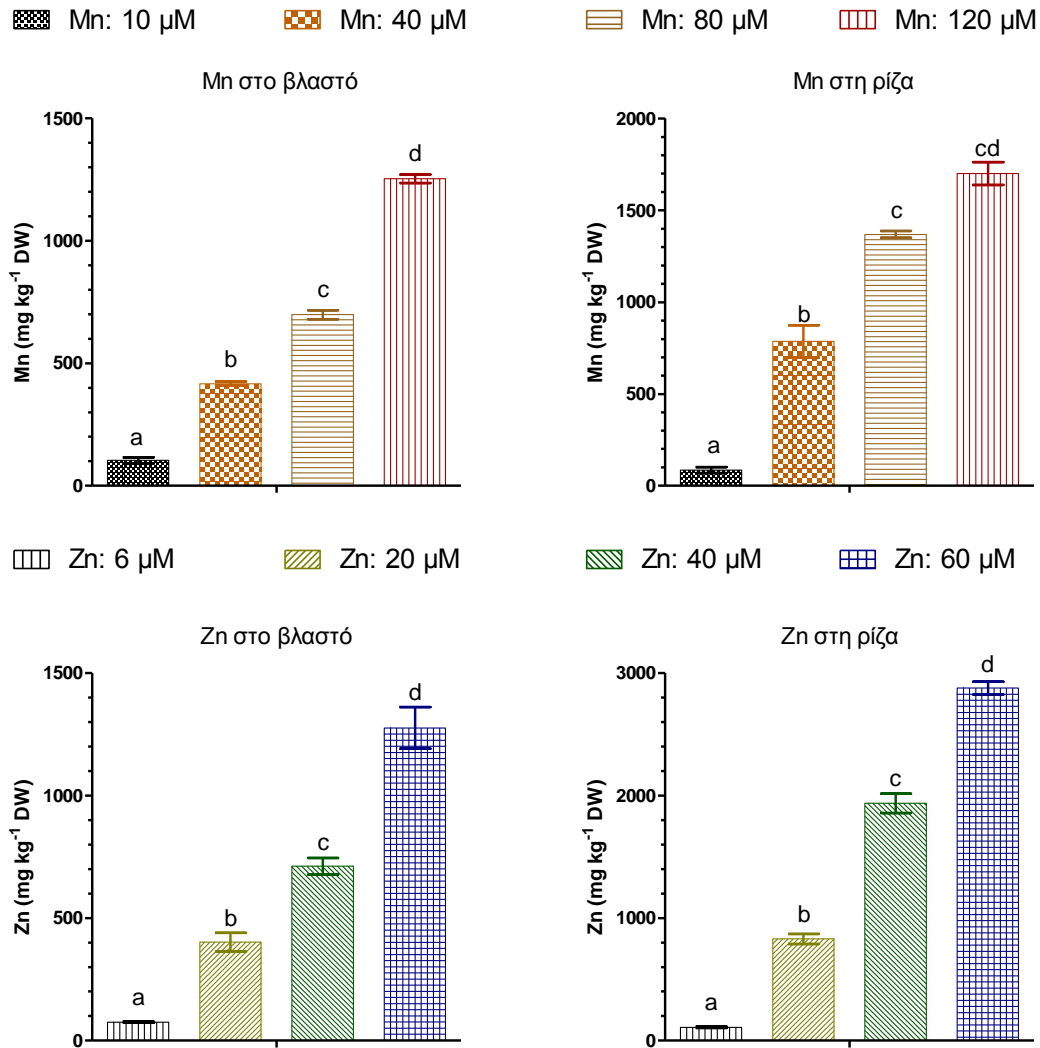 Mn: 10 μM Mn: 40 μM Mn: 80 μM Mn: 120 μM
Mn στο βλαστό
Mn (mg kg⁻¹ DW)
1500
1000
500
0
a
b
c
d
Mn στη ρίζα
Mn (mg kg⁻¹ DW)
2000
1500
1000
500
0
a
b
c
cd
Zn: 6 μM Zn: 20 μM Zn: 40 μM Zn: 60 μM
Zn στο βλαστό
Zn (mg kg⁻¹ DW)
1500
1000
500
0
a
b
c
d
Zn στη ρίζα
Zn (mg kg⁻¹ DW)
3000
2000
1000
0
a
b
c
d